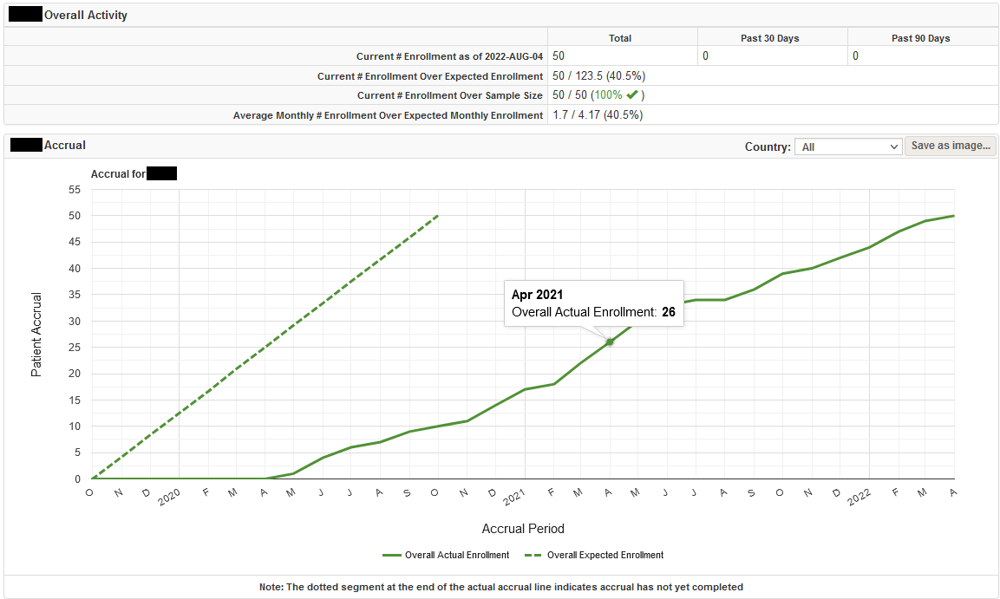 Overall Activity
Total Past 30 Days Past 90 Days
Current # Enrollment as of 2022-AUG-04 50 0 0
Current # Enrollment Over Expected Enrollment 50 / 123.5 (40.5%)
Current # Enrollment Over Sample Size 50 / 50 (100% ✔ )
Average Monthly # Enrollment Over Expected Monthly Enrollment 1.7 / 4.17 (40.5%)
Accrual Country: All Save as image...
Accrual for
55
50
45
40
35
30
25
20
15
10
5
0
Patient Accrual
Apr 2021
Overall Actual Enrollment: 26
O N D 2020 F M A M J J A S O N D 2021 F M A M J J A S O N D 2022 F M A
Accrual Period
Overall Actual Enrollment Overall Expected Enrollment
Note: The dotted segment at the end of the actual accrual line indicates accrual has not yet completed